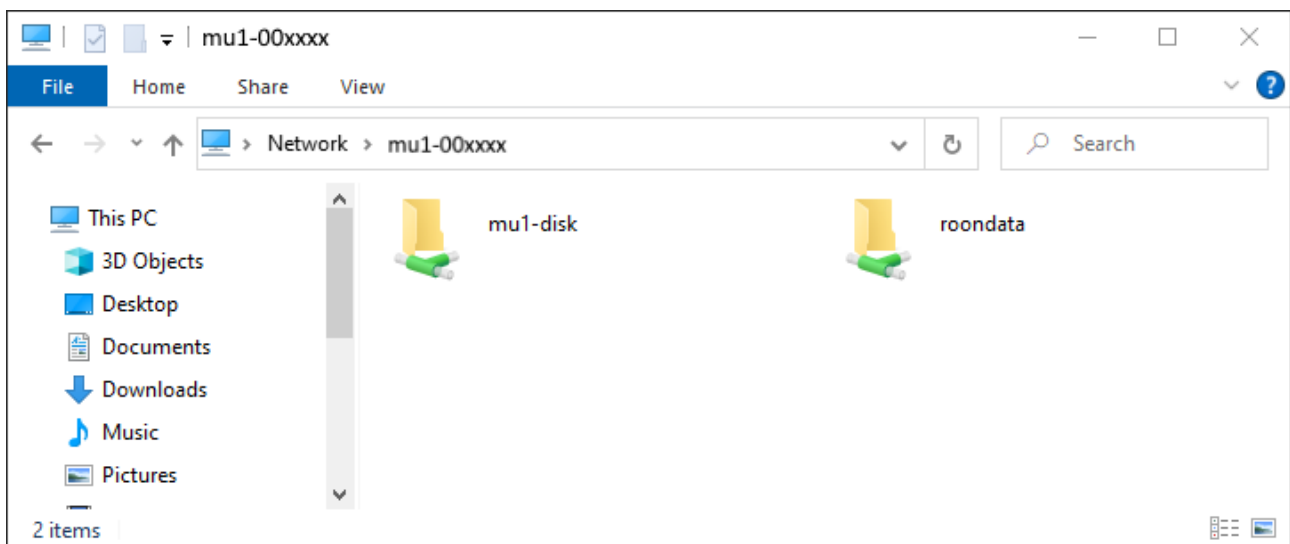 mu1-00xxxx
File Home Share View
Network mu1-00xxxx Search
This PC
3D Objects
Desktop
Documents
Downloads
Music
Pictures
mu1-disk roondata
2 items